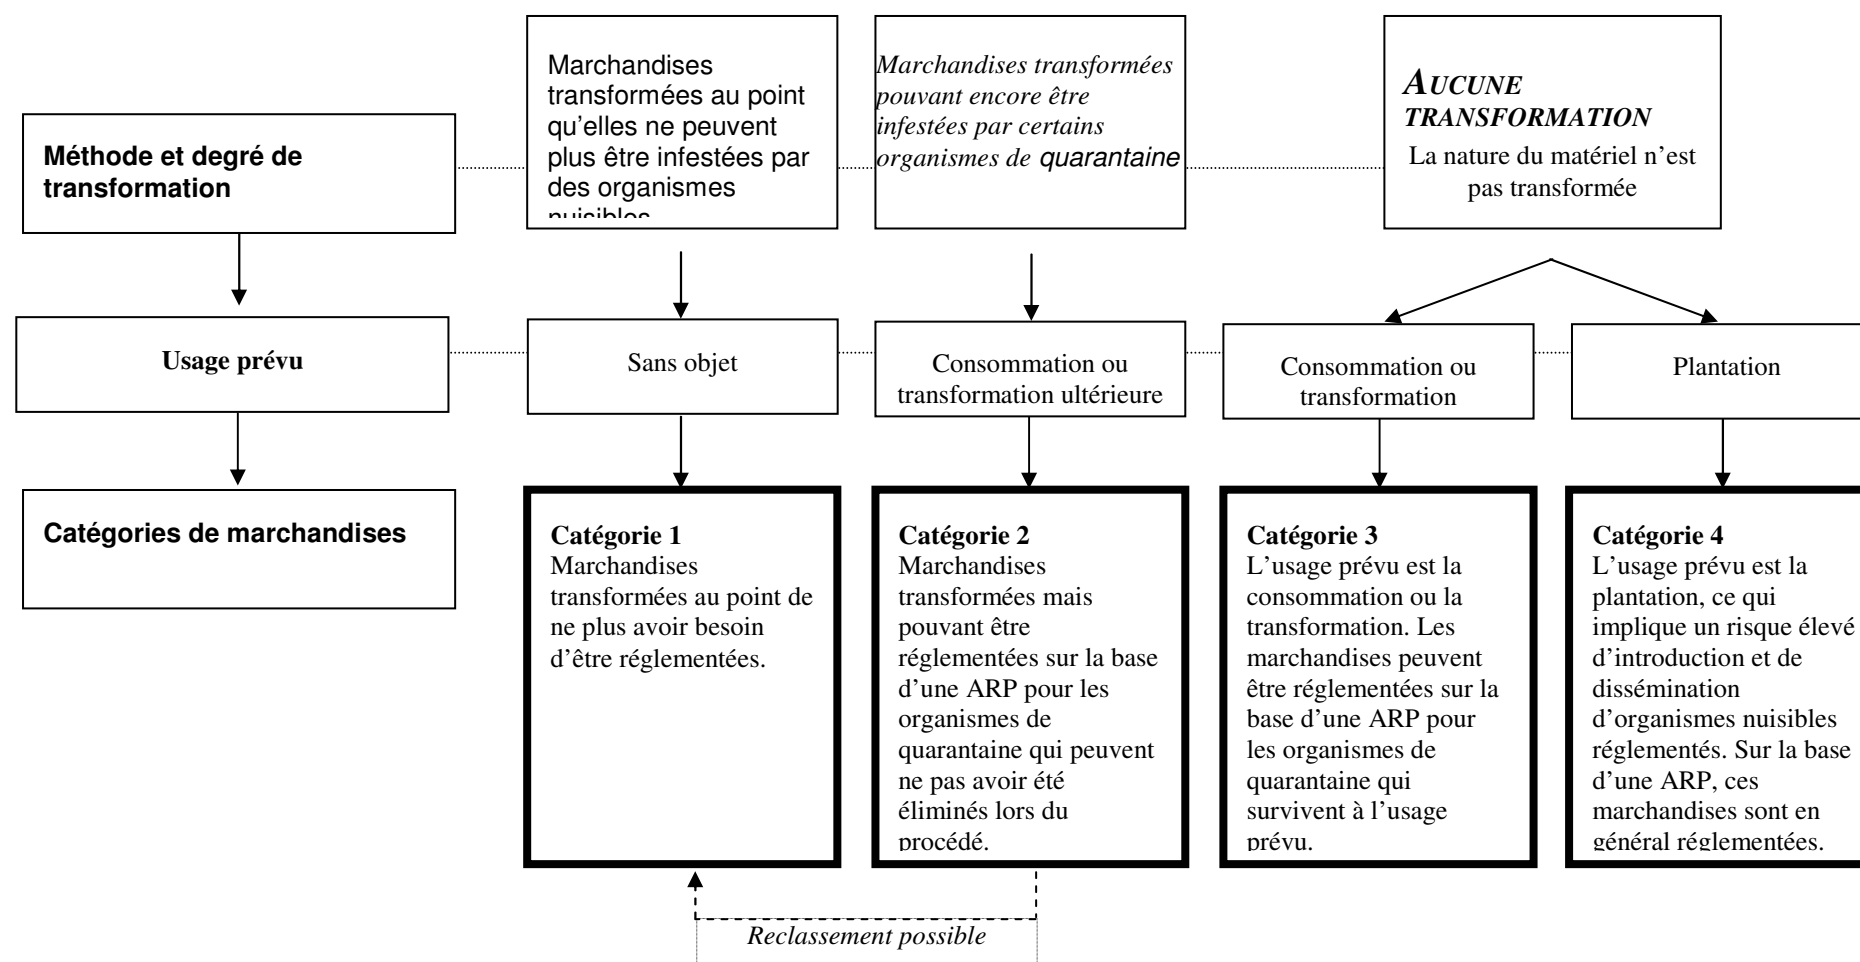 Méthode et degré de
transformation
Marchandises
transformées au point
qu'elles ne peuvent
plus être infestées par
des organismes
nuisibles
Marchandises transformées
pouvant encore être
infestées par certains
organismes de quarantaine
AUCUNE
TRANSFORMATION
La nature du matériel n'est
pas transformée
Usage prévu
Sans objet
Consommation ou
transformation ultérieure
Consommation ou
transformation
Plantation
Catégories de marchandises
Catégorie 1
Marchandises
transformées au point de
ne plus avoir besoin
d'être réglementées.
Catégorie 2
Marchandises
transformées mais
pouvant être
réglementées sur la base
d'une ARP pour les
organismes de
quarantaine qui peuvent
ne pas avoir été
éliminés lors du
procédé.
Catégorie 3
L'usage prévu est la
consommation ou la
transformation. Les
marchandises peuvent
être réglementées sur la
base d'une ARP pour
les organismes de
quarantaine qui
survivent à l'usage
prévu.
Catégorie 4
L'usage prévu est la
plantation, ce qui
implique un risque élevé
d'introduction et de
dissémination
d'organismes nuisibles
réglementés. Sur la base
d'une ARP, ces
marchandises sont en
général réglementées.
Reclassement possible